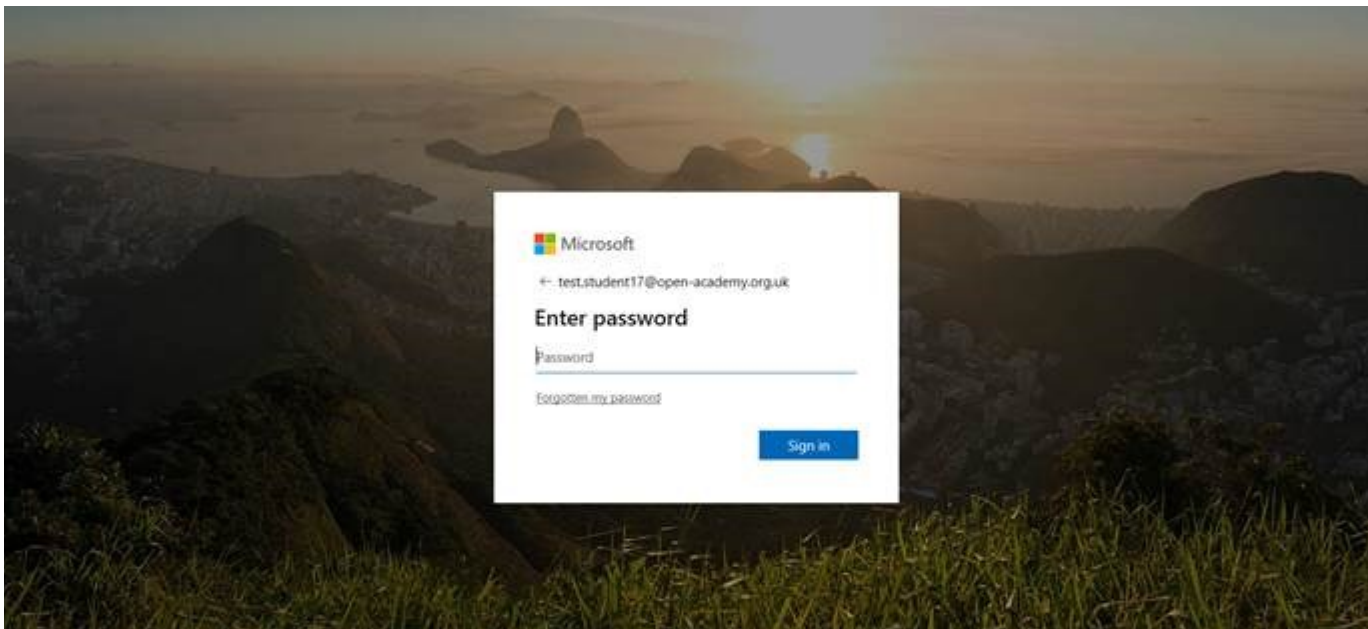 Microsoft
← test.student17@open-academy.org.uk
Enter password
Password
Forgotten my password
Sign in